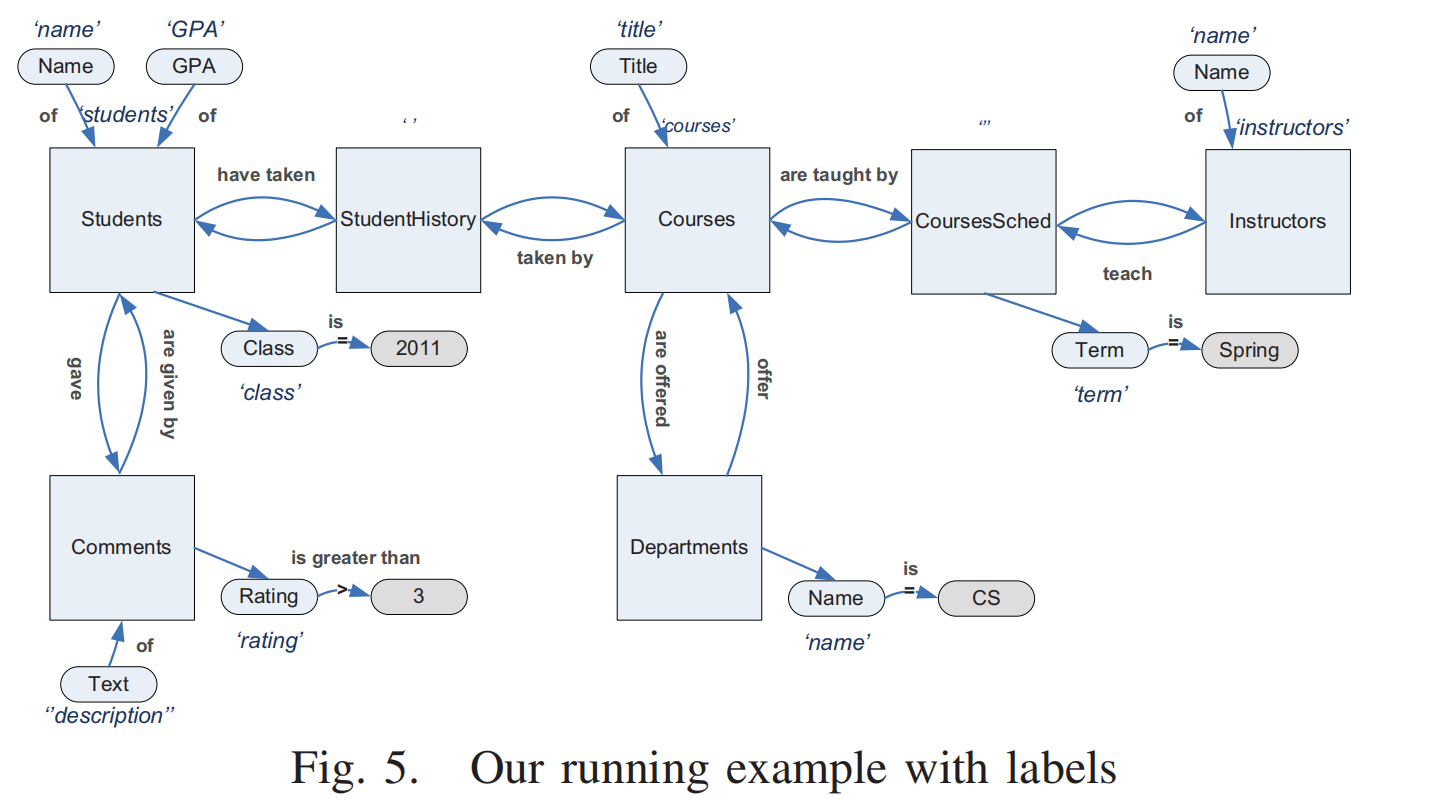 ‘name’ ‘GPA’ ‘title’ ‘name’
Name GPA Title Name
of ‘students’ of ‘ ’ of ‘courses’ ‘’’ of ‘instructors’
have taken are taught by
Students StudentHistory Courses CoursesSched Instructors
taken by teach
is is
Class = 2011 Term = Spring
‘class’ ‘term’
gave are given by are offered offer
Comments Departments
is greater than is
Rating > 3 Name = CS
‘rating’ ‘name’
of
Text
‘’description’’
Fig. 5. Our running example with labels